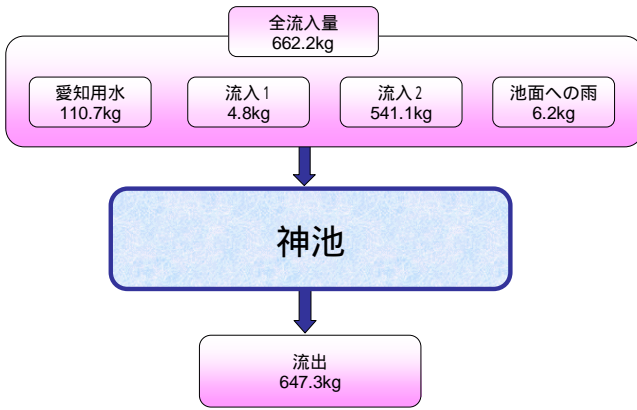 全流入量
662.2kg
愛知用水
110.7kg
流入1
4.8kg
流入2
541.1kg
池面への雨
6.2kg
神池
流出
647.3kg